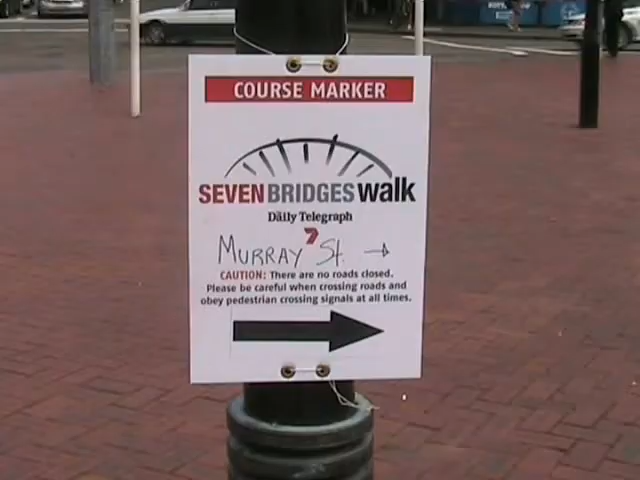 COURSE MARKER
SEVEN BRIDGES walk
Daily Telegraph
7
MURRAY St. →
CAUTION: There are no roads closed.
Please be careful when crossing roads and
obey pedestrian crossing signals at all times.